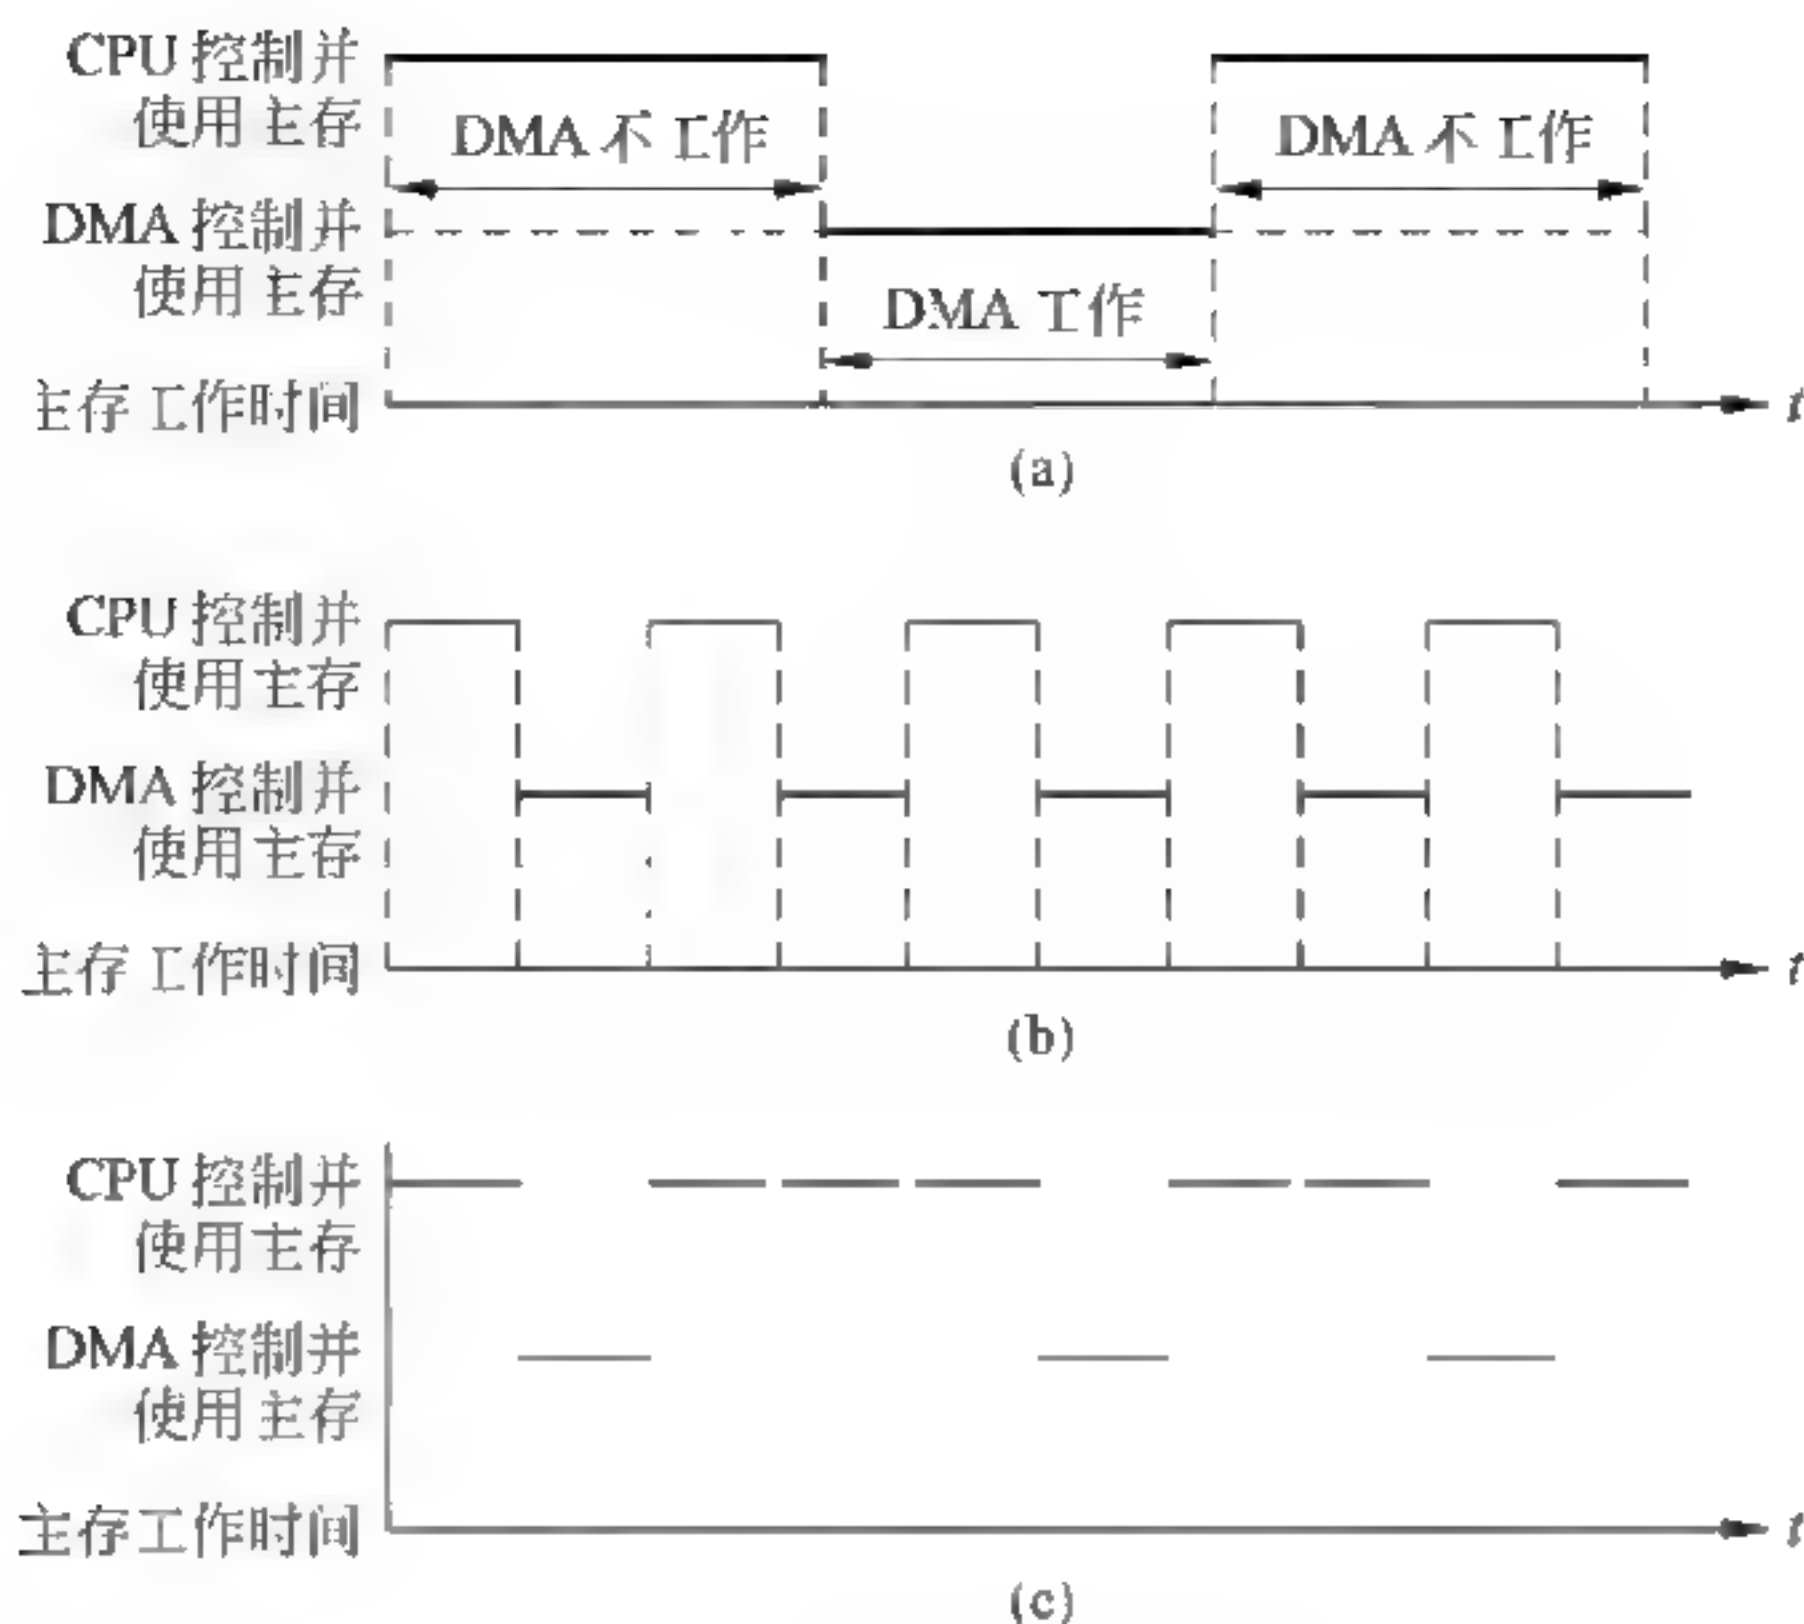 CPU 控制并
使用主存
DMA 不工作
DMA 不工作
DMA 控制并
使用主存
DMA 工作
主存工作时间
t
(a)
CPU 控制并
使用主存
DMA 控制并
使用主存
主存工作时间
t
(b)
CPU 控制并
使用主存
DMA 控制并
使用主存
主存工作时间
t
(c)